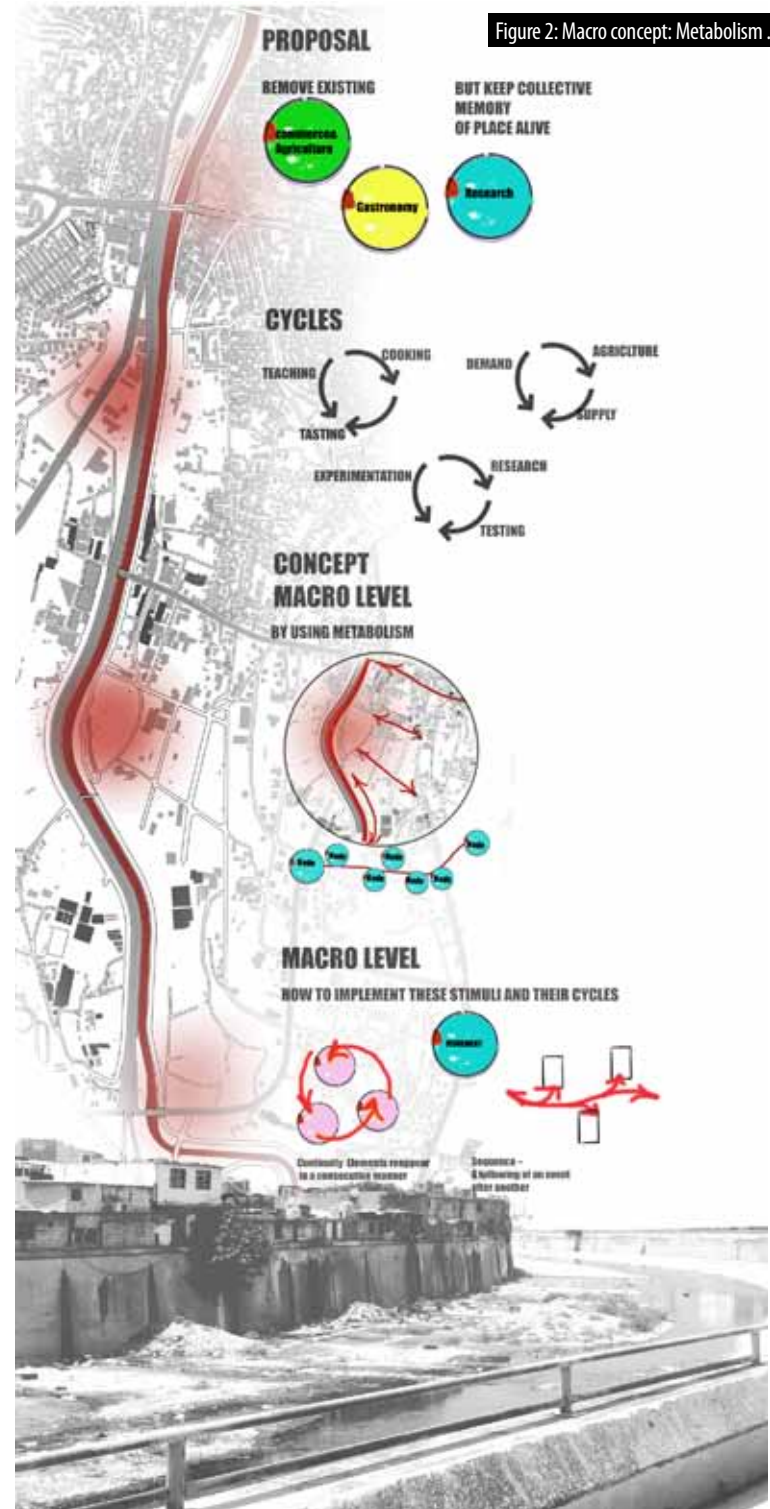 Figure 2: Macro concept: Metabolism .
PROPOSAL
REMOVE EXISTING
BUT KEEP COLLECTIVE
MEMORY
OF PLACE ALIVE
Agriculture
Gastronomy
Research
CYCLES
TEACHING
COOKING
TASTING
DEMAND
AGRICLTURE
SUPPLY
EXPERIMENTATION
RESEARCH
TESTING
CONCEPT
MACRO LEVEL
BY USING METABOLISM
MACRO LEVEL
HOW TO IMPLEMENT THESE STIMULI AND THEIR CYCLES
Continuity Elements reappear
in a consecutive manner
Sequence –
of an event
after another